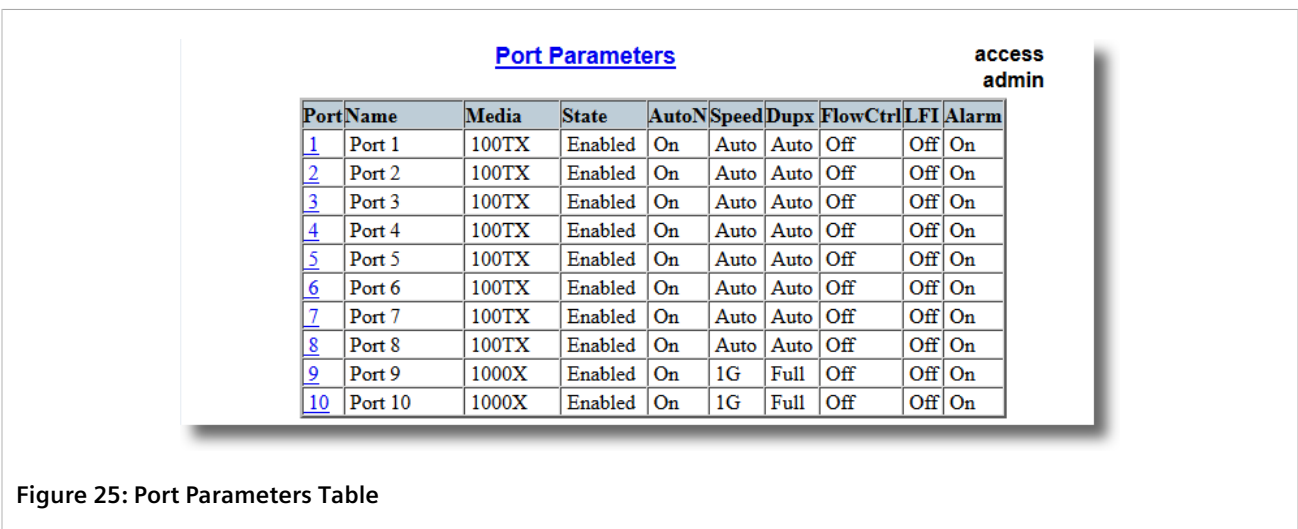 Port Parameters
access
admin
Port Name Media State AutoN Speed Dupx FlowCtrl LFI Alarm
1 Port 1 100TX Enabled On Auto Auto Off Off On
2 Port 2 100TX Enabled On Auto Auto Off Off On
3 Port 3 100TX Enabled On Auto Auto Off Off On
4 Port 4 100TX Enabled On Auto Auto Off Off On
5 Port 5 100TX Enabled On Auto Auto Off Off On
6 Port 6 100TX Enabled On Auto Auto Off Off On
7 Port 7 100TX Enabled On Auto Auto Off Off On
8 Port 8 100TX Enabled On Auto Auto Off Off On
9 Port 9 1000X Enabled On 1G Full Off Off On
10 Port 10 1000X Enabled On 1G Full Off Off On
Figure 25: Port Parameters Table